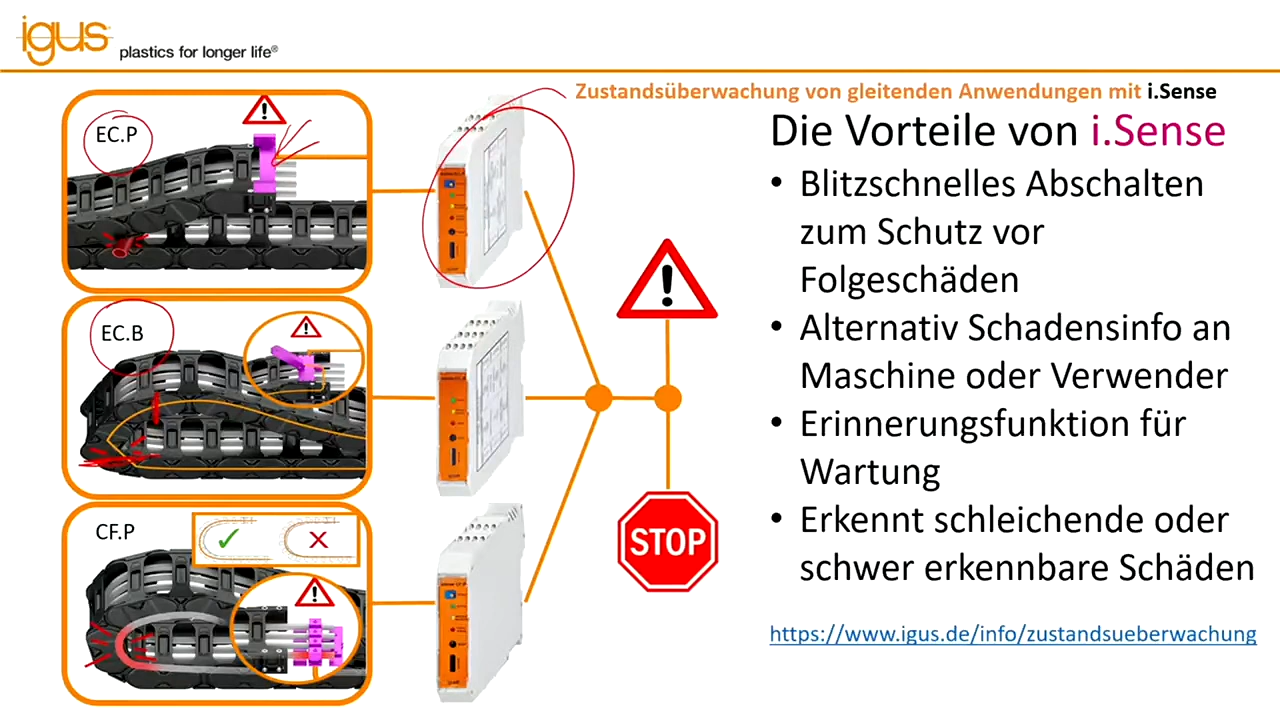 igus
plastics for longer life®
Zustandsüberwachung von gleitenden Anwendungen mit i.Sense
EC.P
EC.B
CF.P
STOP
Die Vorteile von i.Sense
• Blitzschnelles Abschalten
zum Schutz vor
Folgeschäden
• Alternativ Schadensinfo an
Maschine oder Verwender
• Erinnerungsfunktion für
Wartung
• Erkennt schleichende oder
schwer erkennbare Schäden
https://www.igus.de/info/zustandsueberwachung